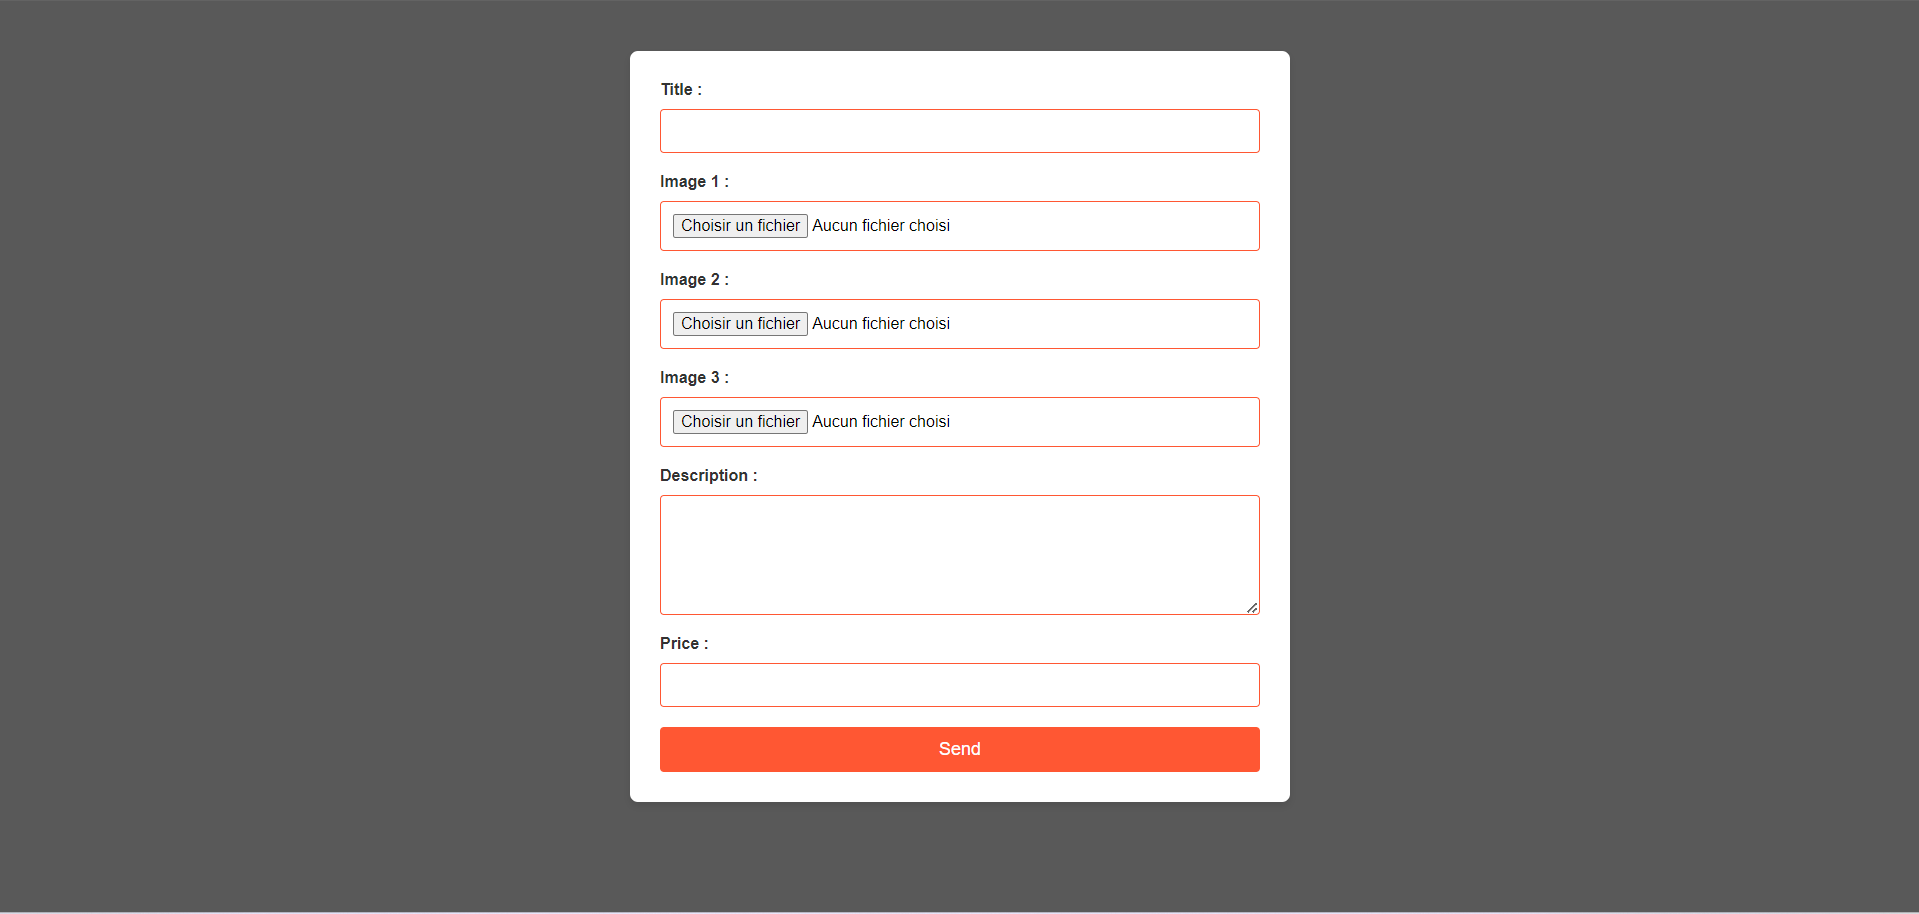 Title :
Image 1 :
Choisir un fichier Aucun fichier choisi
Image 2 :
Choisir un fichier Aucun fichier choisi
Image 3 :
Choisir un fichier Aucun fichier choisi
Description :
Price :
Send